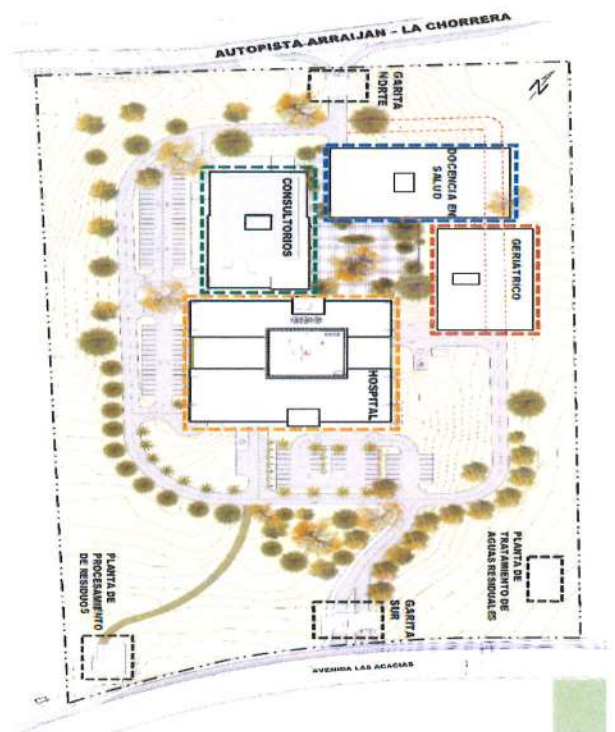 AUTOPISTA ARRAIJAN - LA CHORRERA
GARITA
NORTE
DOCENCIA EN
SALUD
CONSULTORIOS
GERIATRICO
HOSPITAL
PLANTA DE
PROCESAMIENTO
DE RESIDUOS
GARITA
SUR
PLANTA DE
TRATAMIENTO DE
AGUAS RESIDUALES
AVENIDA LAS ACACIAS
N